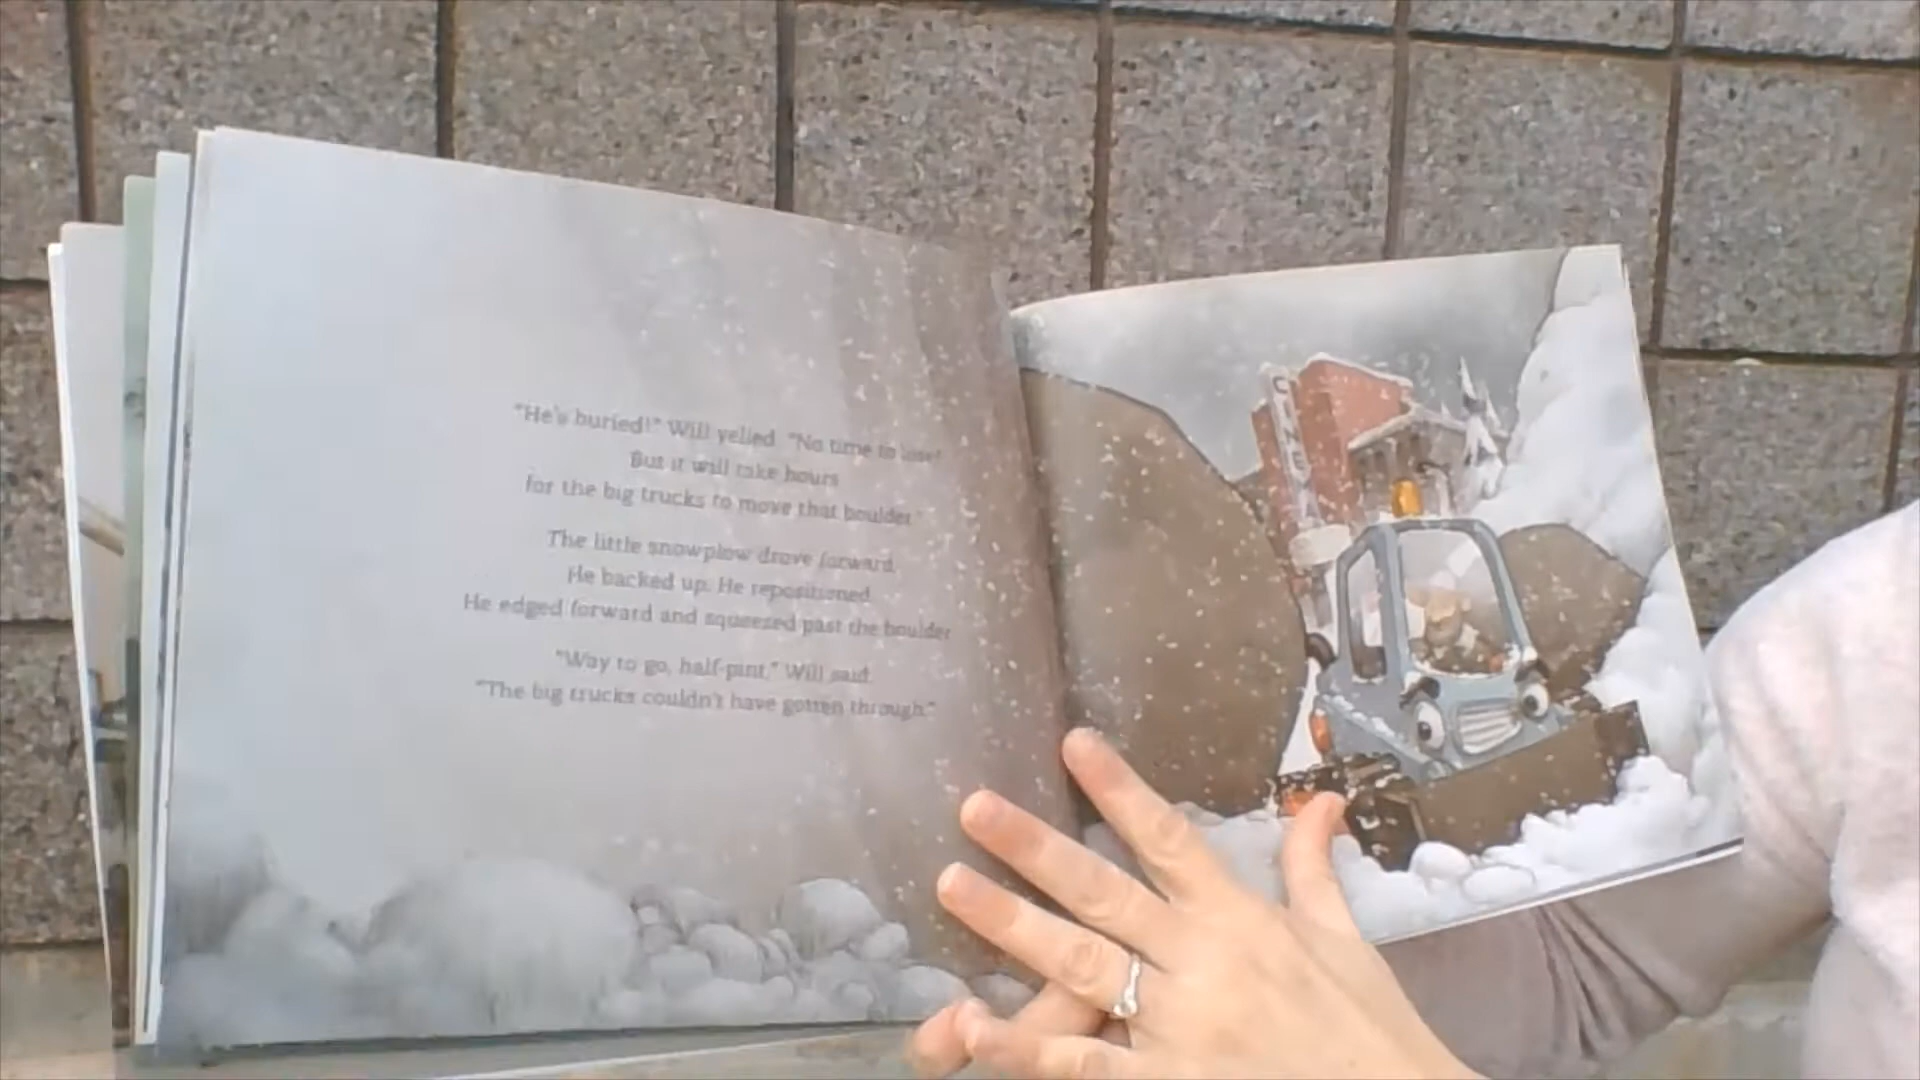 "He's buried!" Will yelled. "No time to lose!
But it will take hours
for the big trucks to move that boulder."
The little snowplow drove forward.
He backed up. He repositioned.
He edged forward and squeezed past the boulder.
"Way to go, half-pint," Will said.
"The big trucks couldn't have gotten through."